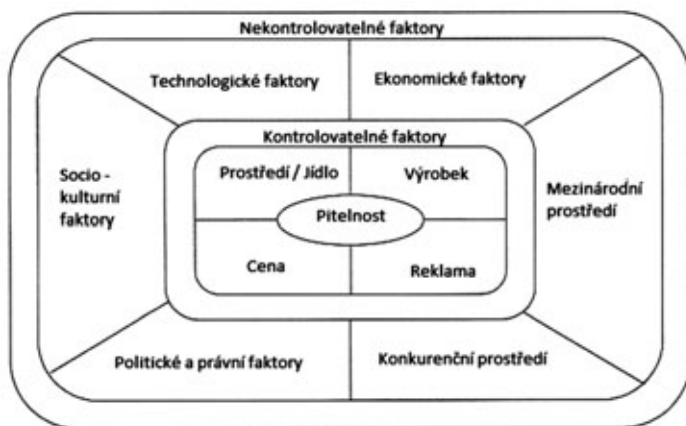 Nekontrolovatelné faktory
Technologické faktory
Ekonomické faktory
Kontrolovatelné faktory
Socio -
kulturní
faktory
Prostředí / Jídlo
Výrobek
Mezinárodní
prostředí
Pitelnost
Cena
Reklama
Politické a právní faktory
Konkurenční prostředí